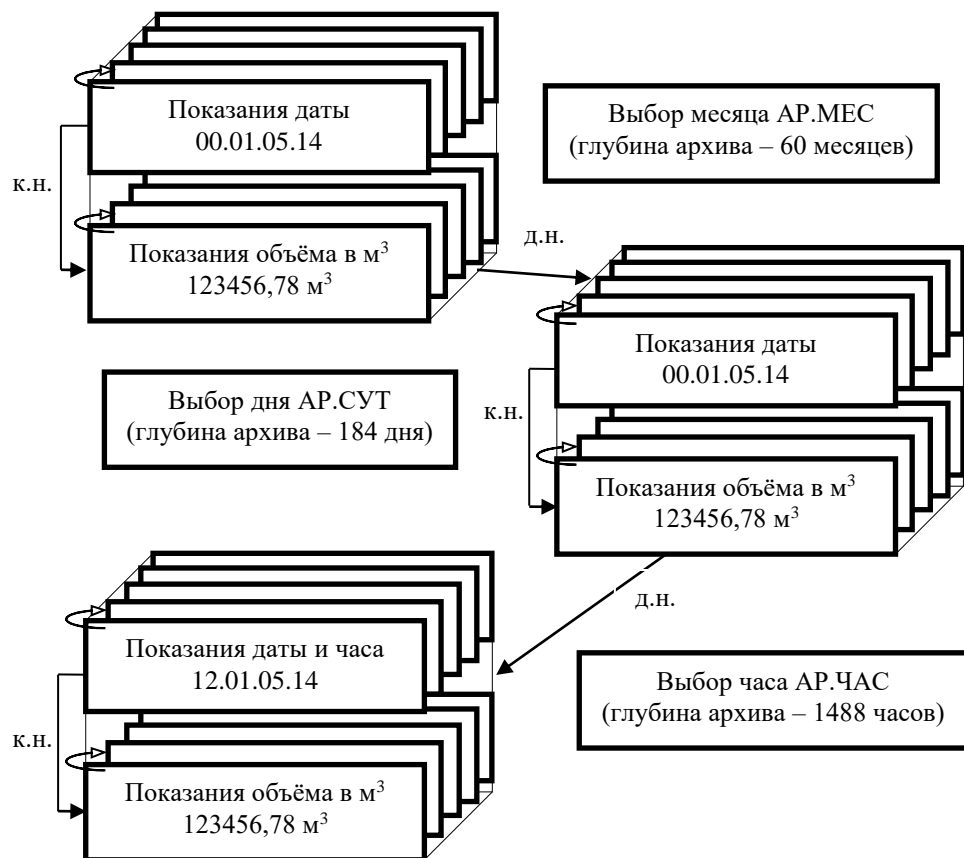 Показания даты
00.01.05.14
Выбор месяца АР.МЕС
(глубина архива – 60 месяцев)
к.н.
Показания объёма в м³
123456,78 м³
д.н.
Показания даты
00.01.05.14
Выбор дня АР.СУТ
(глубина архива – 184 дня)
к.н.
Показания объёма в м³
123456,78 м³
д.н.
Показания даты и часа
12.01.05.14
Выбор часа АР.ЧАС
(глубина архива – 1488 часов)
к.н.
Показания объёма в м³
123456,78 м³